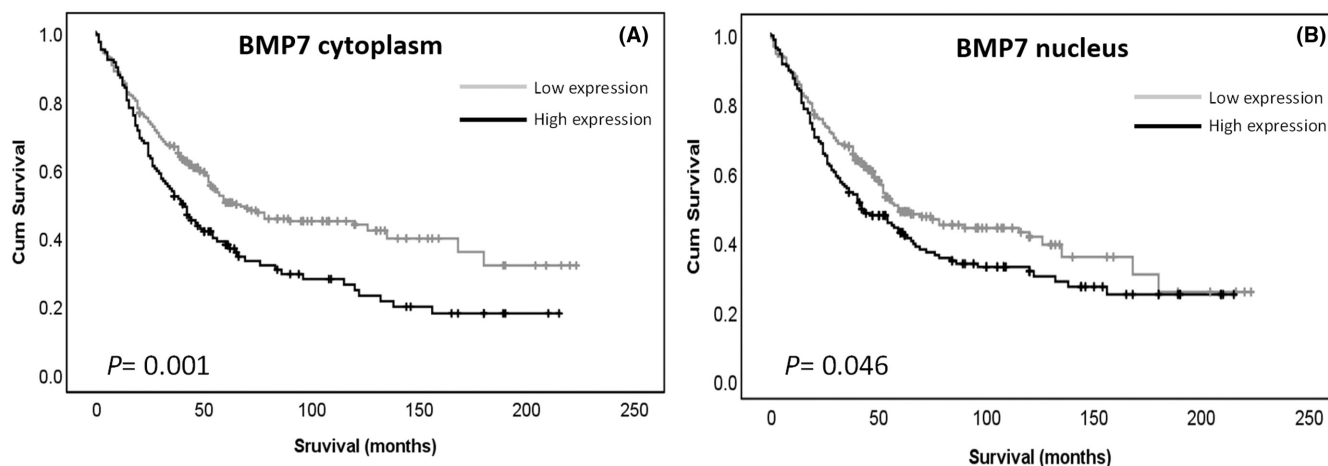 BMP7 cytoplasm
(A)
Low expression
High expression
Cum Survival
1.0
0.8
0.6
0.4
0.2
0.0
P= 0.001
0 50 100 150 200 250
Sruvival (months)
BMP7 nucleus
(B)
Low expression
High expression
Cum Survival
1.0
0.8
0.6
0.4
0.2
0.0
P= 0.046
0 50 100 150 200 250
Survival (months)